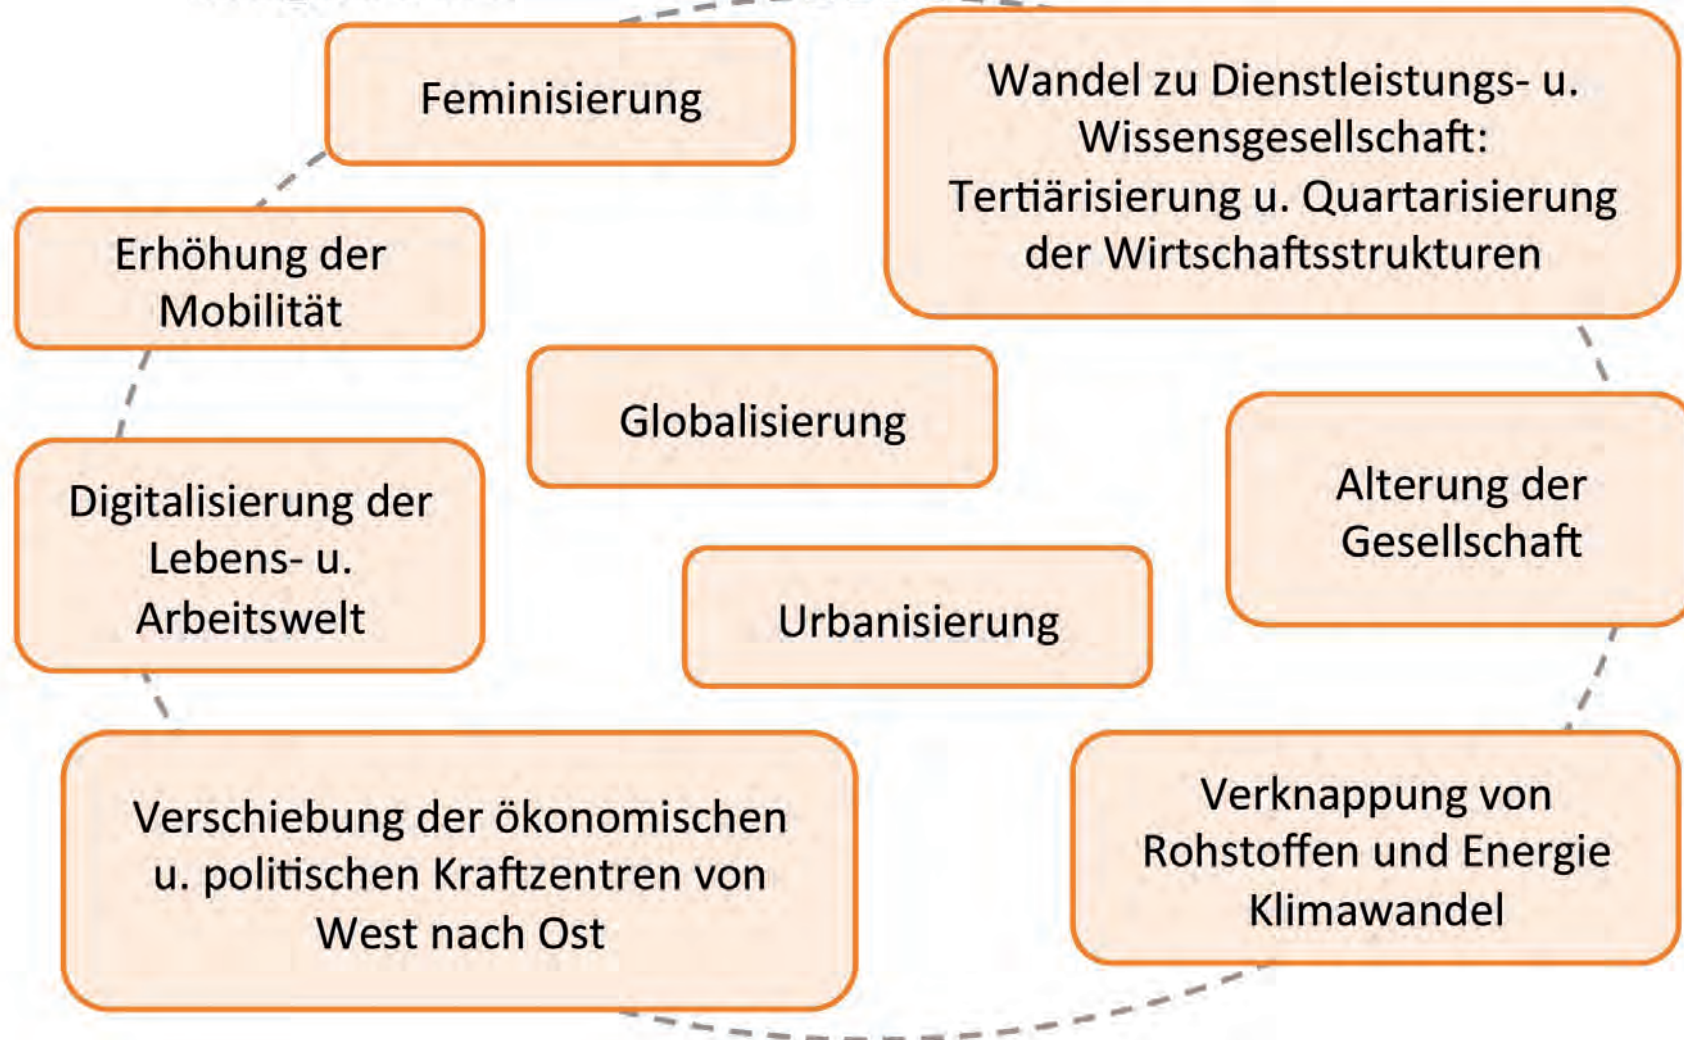 Feminisierung
Wandel zu Dienstleistungs- u.
Wissensgesellschaft:
Tertiärisierung u. Quartarisierung
der Wirtschaftsstrukturen
Erhöhung der
Mobilität
Globalisierung
Alterung der
Gesellschaft
Digitalisierung der
Lebens- u.
Arbeitswelt
Urbanisierung
Verschiebung der ökonomischen
u. politischen Kraftzentren von
West nach Ost
Verknappung von
Rohstoffen und Energie
Klimawandel